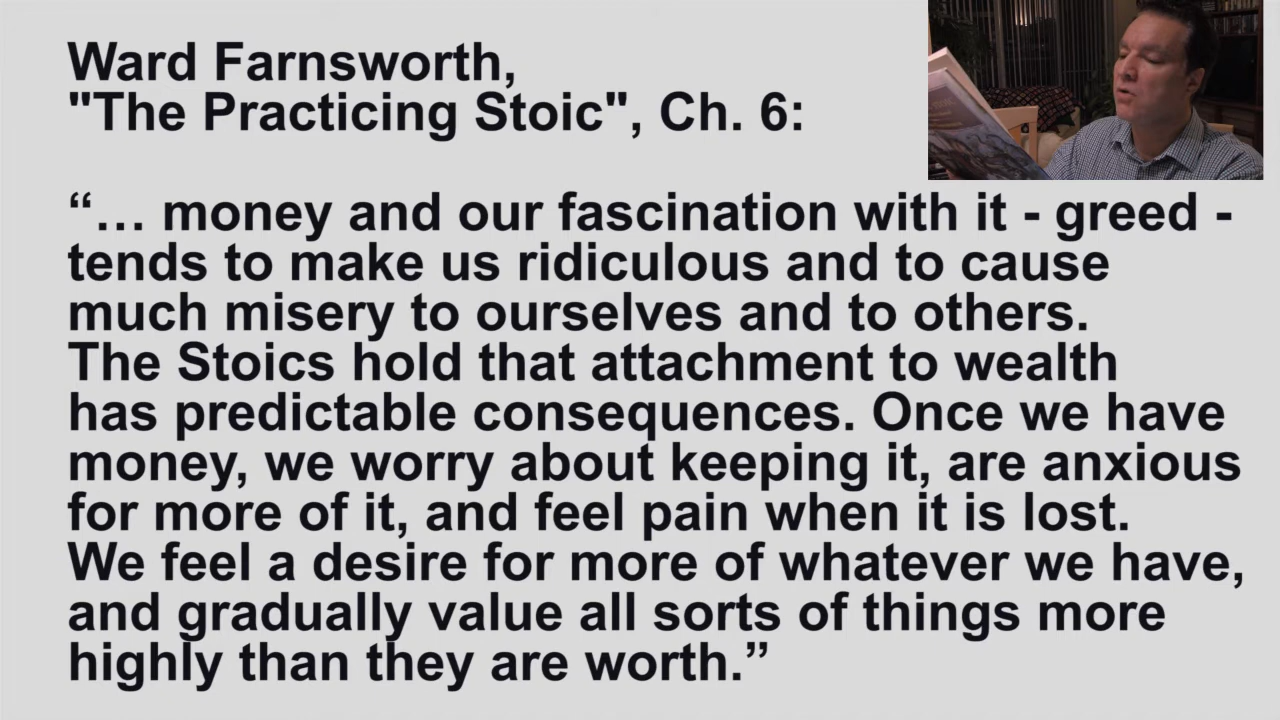 Ward Farnsworth,
"The Practicing Stoic", Ch. 6:
“… money and our fascination with it - greed -
tends to make us ridiculous and to cause
much misery to ourselves and to others.
The Stoics hold that attachment to wealth
has predictable consequences. Once we have
money, we worry about keeping it, are anxious
for more of it, and feel pain when it is lost.
We feel a desire for more of whatever we have,
and gradually value all sorts of things more
highly than they are worth.”